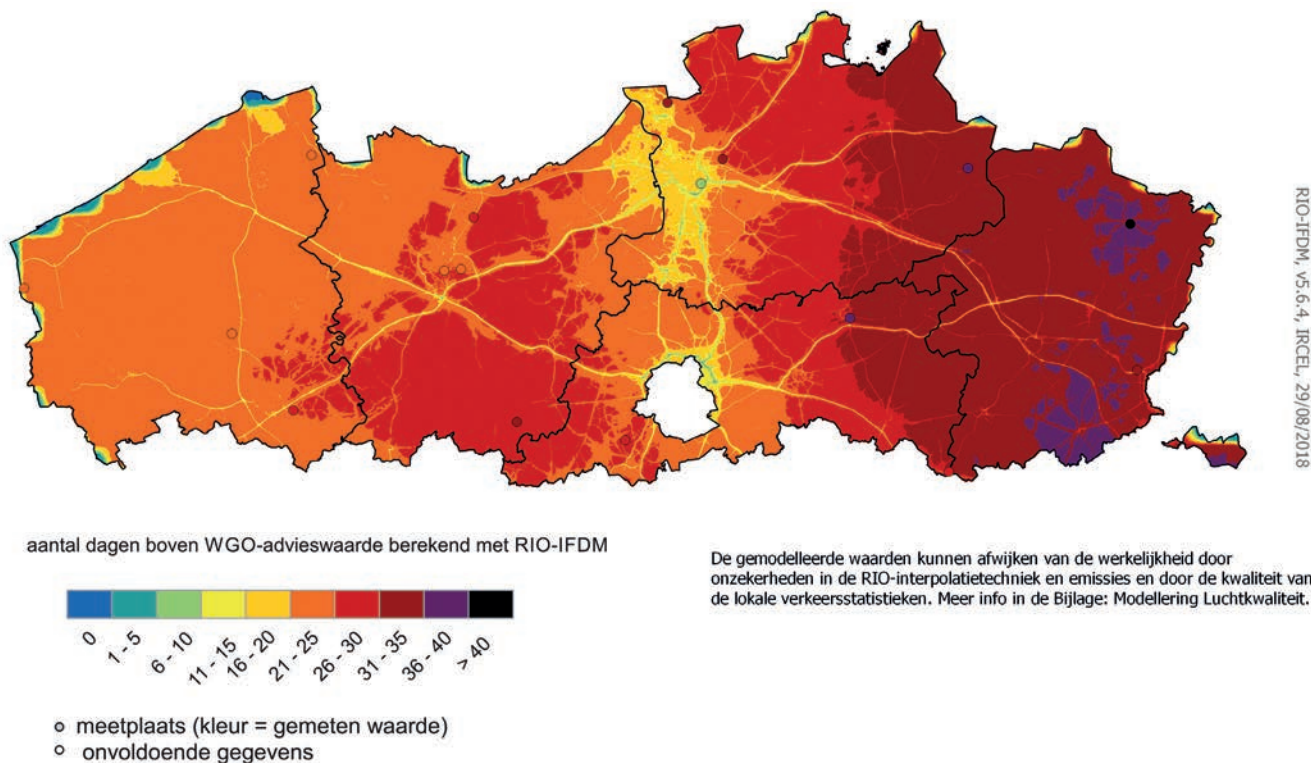 RIO-IFDM, v5.6.4, IRCEL, 29/08/2018
aantal dagen boven WGO-advieswaarde berekend met RIO-IFDM
0
1 - 5
6 - 10
11 - 15
16 - 20
21 - 25
26 - 30
31 - 35
36 - 40
> 40
meetplaats (kleur = gemeten waarde)
onvoldoende gegevens
De gemodelleerde waarden kunnen afwijken van de werkelijkheid door
onzekerheden in de RIO-interpolatietechniek en emissies en door de kwaliteit van
de lokale verkeersstatistieken. Meer info in de Bijlage: Modellering Luchtkwaliteit.